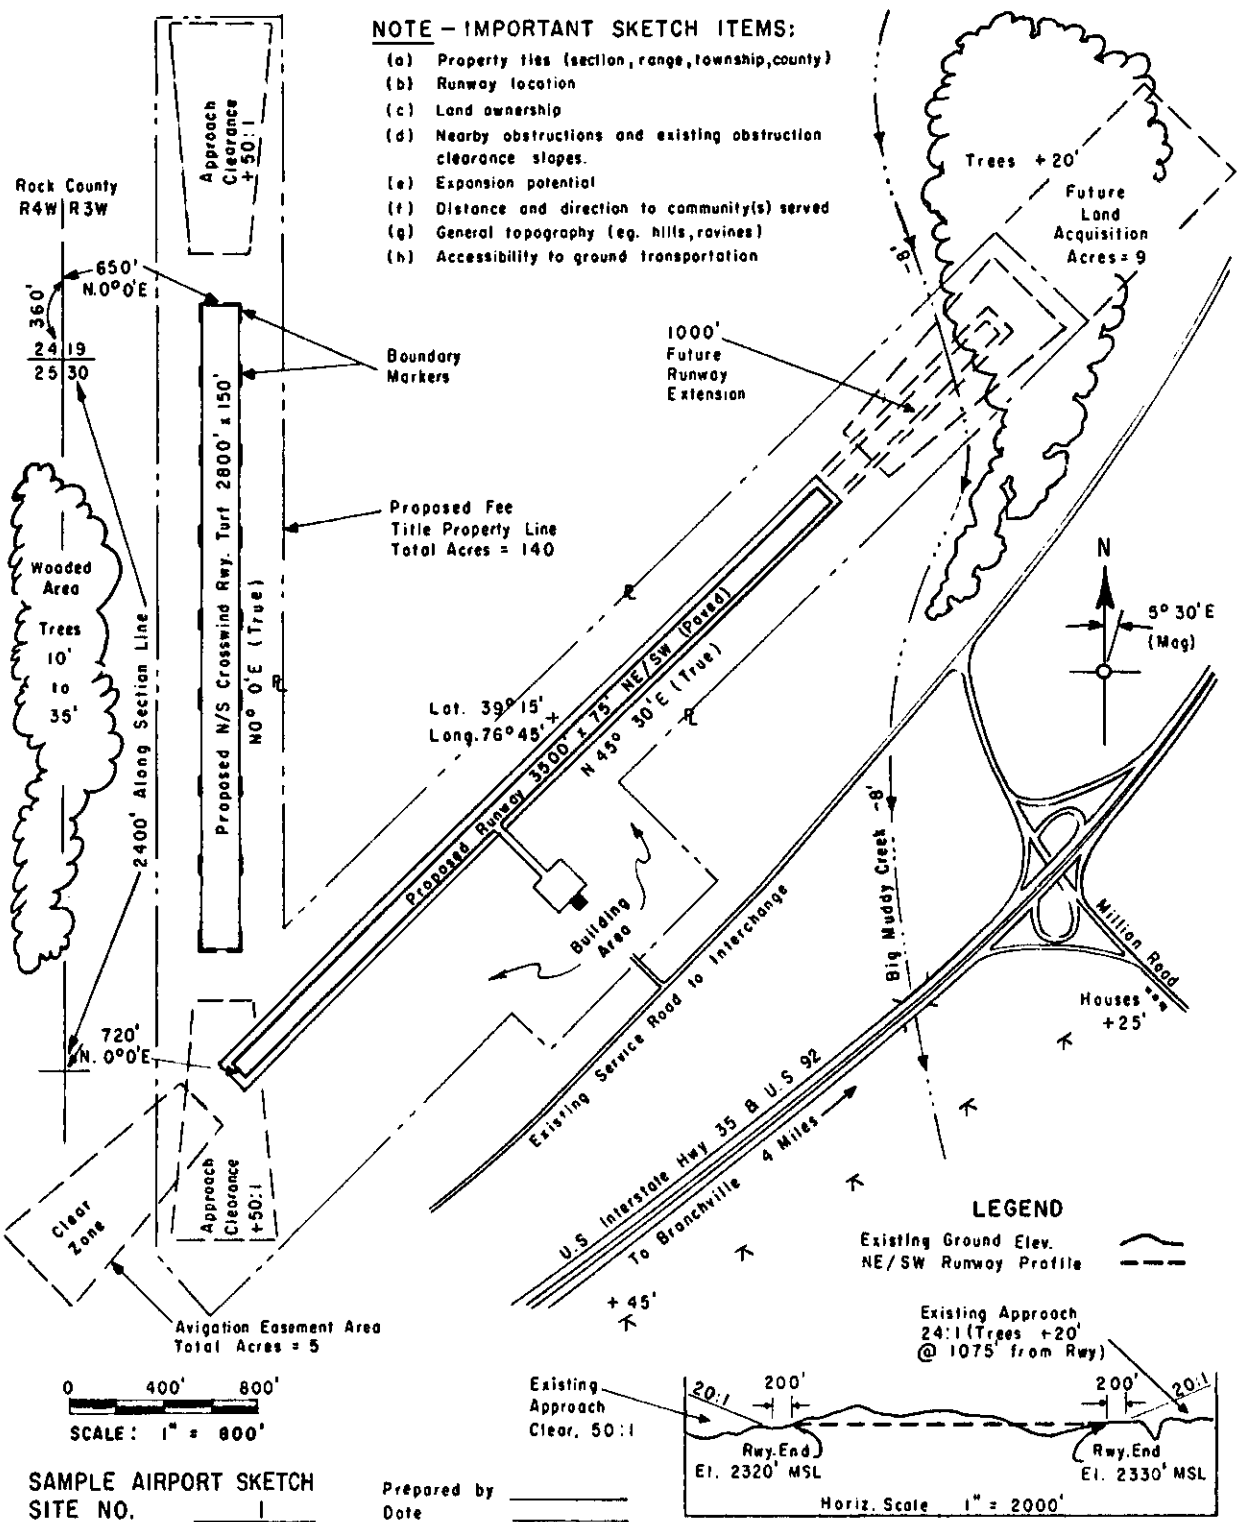 NOTE – IMPORTANT SKETCH ITEMS:
(a) Property ties (section, range, township, county)
(b) Runway location
(c) Land ownership
(d) Nearby obstructions and existing obstruction
clearance slopes.
(e) Expansion potential
(f) Distance and direction to community(s) served
(g) General topography (eg. hills, ravines)
(h) Accessibility to ground transportation
Approach
Clearance
+50:1
Rock County
R4W R3W
650'
N.0°0'E
360'
24 19
25 30
Boundary
Markers
Trees +20'
Future
Land
Acquisition
Acres = 9
-8'
1000'
Future
Runway
Extension
Proposed N/S Crosswind Rwy. Turf 2800' x 150'
N0° 0'E (True)
Proposed Fee
Title Property Line
Total Acres = 140
Wooded
Area
Trees
10'
to
35'
2400' Along Section Line
PL
PL
PL
Lat. 39° 15'
Long. 76° 45'
Proposed Runway 3500' x 75' NE/SW (Paved)
N 45° 30'E (True)
N
5° 30'E
(Mag)
Building
Area
Big Muddy Creek -8'
Million Road
Houses
+25'
Existing Service Road to Interchange
720'
N. 0°0'E
U.S Interstate Hwy 35 & U.S 92
To Branchville 4 Miles
Clear
Zone
Approach
Clearance
+50:1
+ 45'
Avigation Easement Area
Total Acres = 5
LEGEND
Existing Ground Elev.
NE/SW Runway Profile
0 400' 800'
SCALE: 1" = 800'
Existing Approach
24:1 (Trees +20'
@ 1075' from Rwy)
Existing
Approach
Clear, 50:1
20:1 200' 200' 20:1
Rwy. End
El. 2320' MSL
Rwy. End
El. 2330' MSL
Horiz. Scale 1" = 2000'
SAMPLE AIRPORT SKETCH
SITE NO. 1
Prepared by
Date